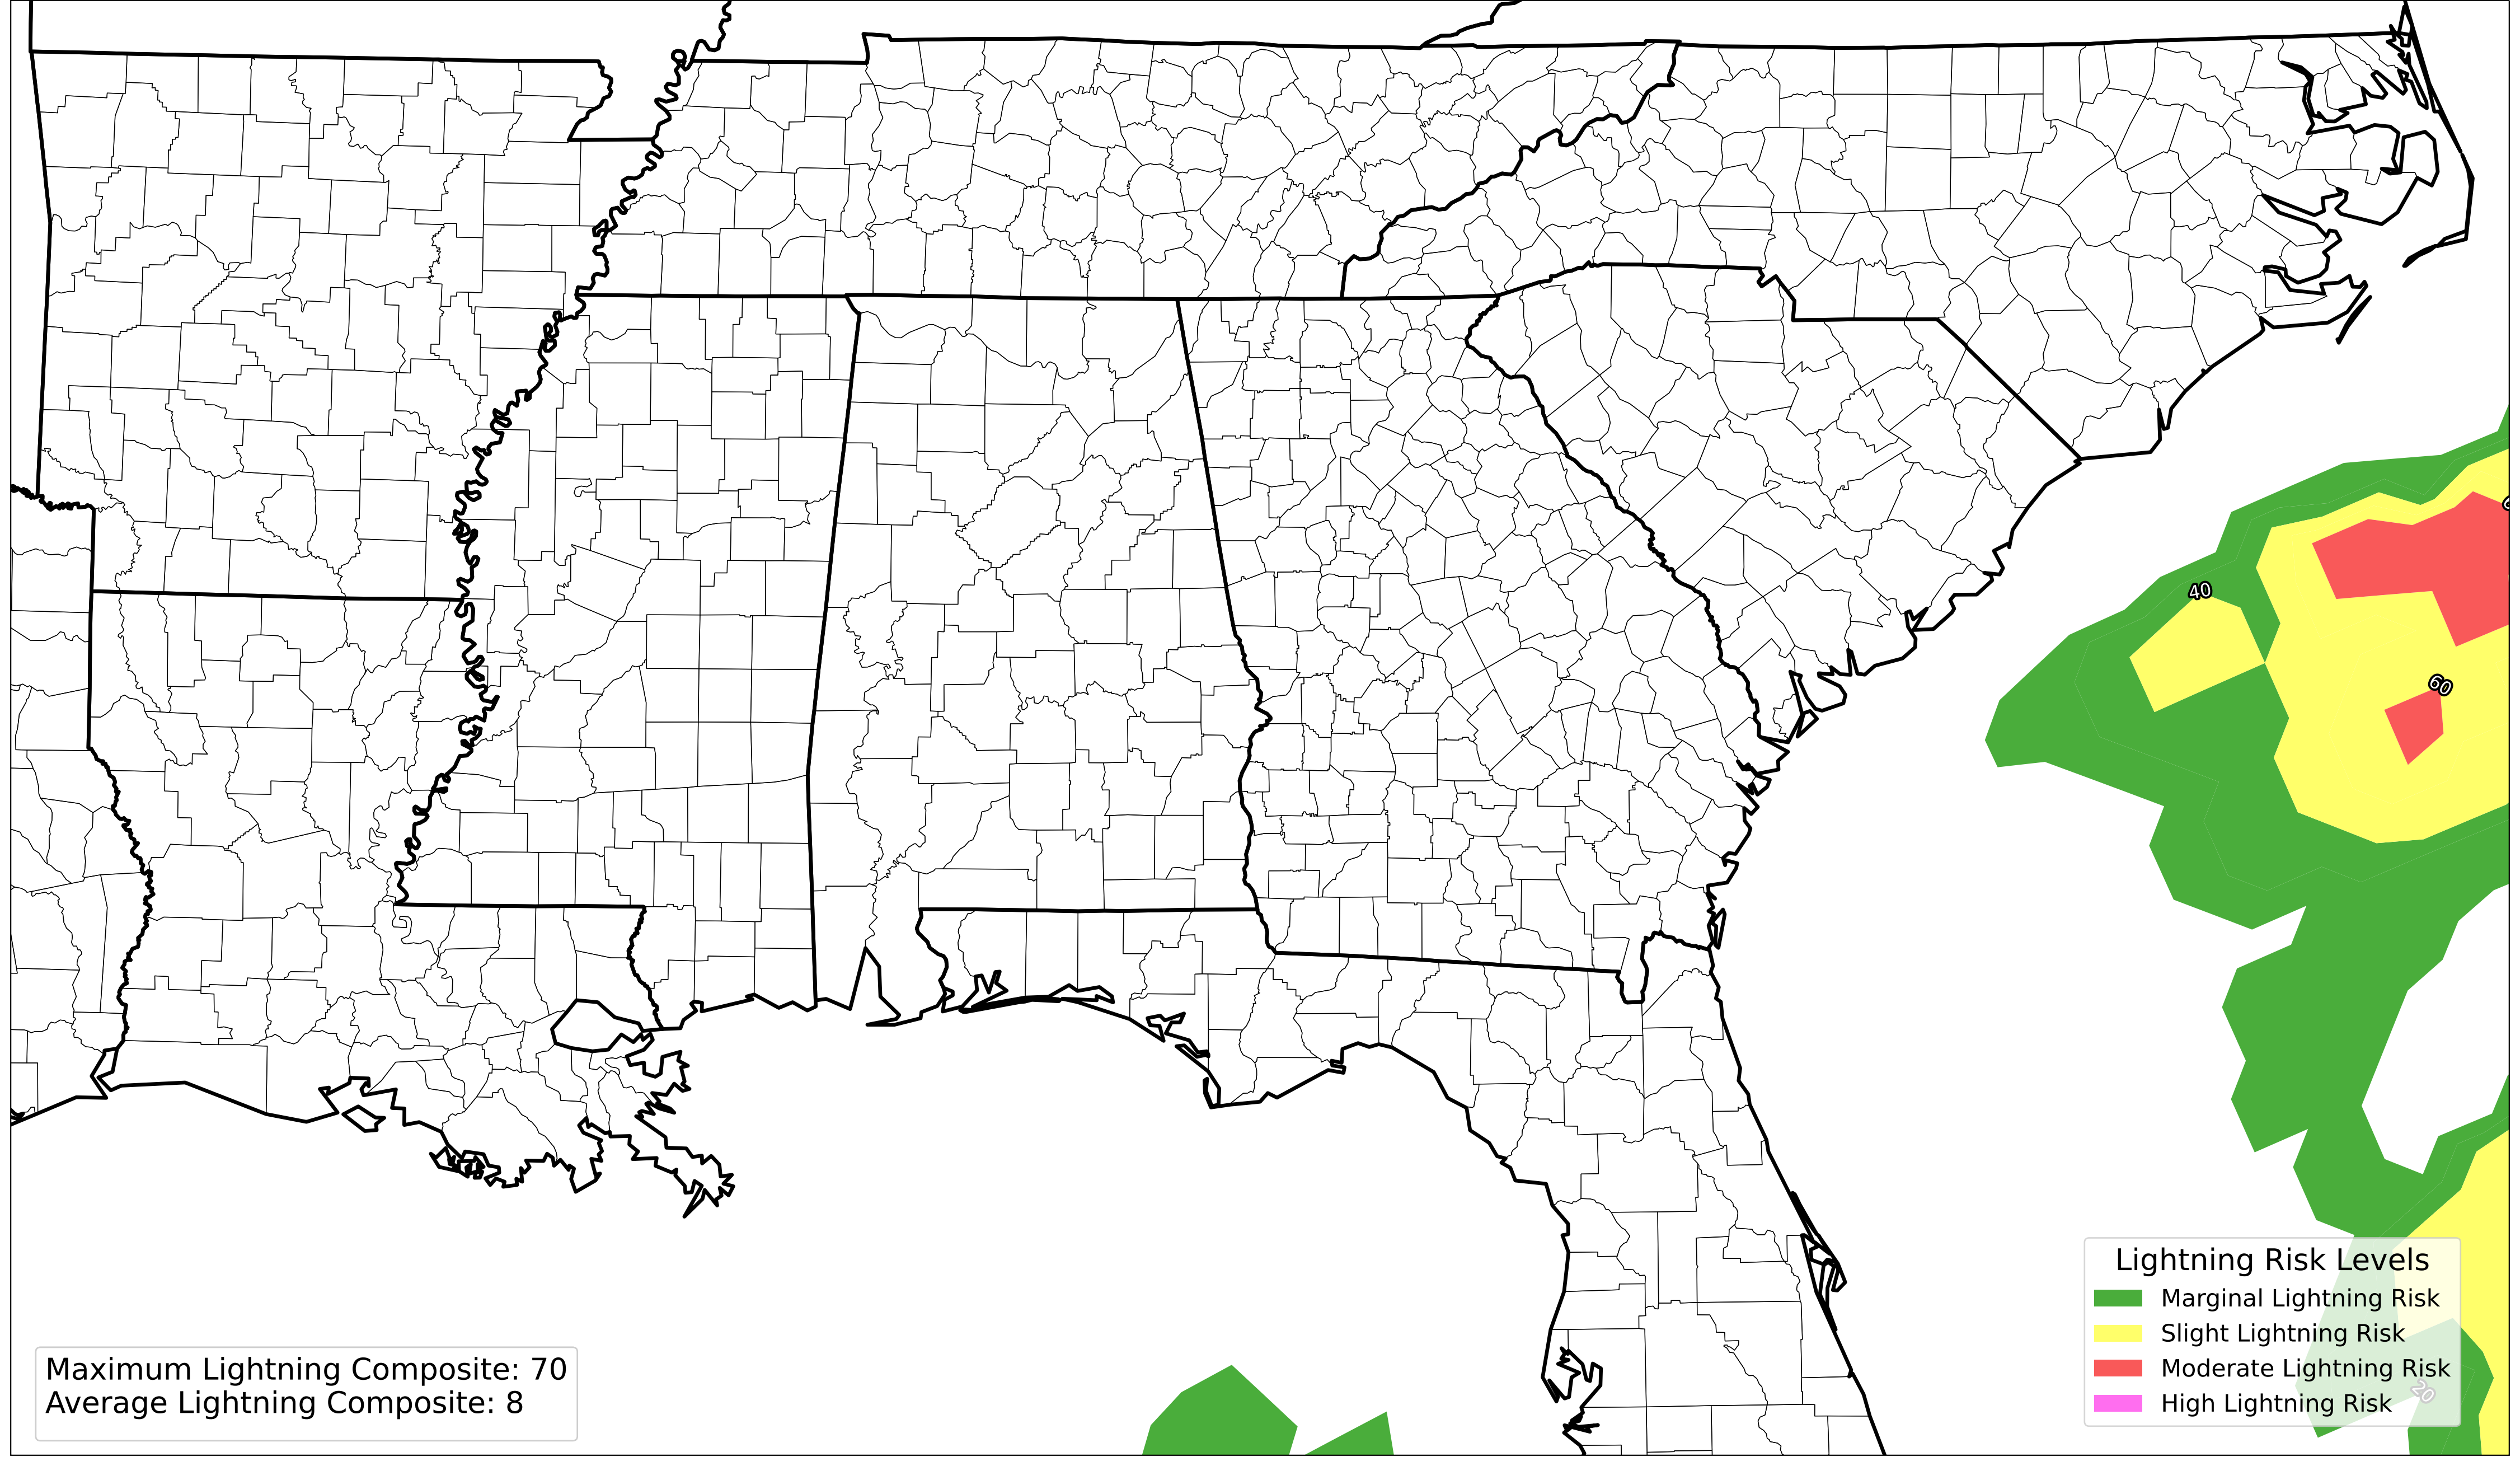 40
60
Lightning Risk Levels
Marginal Lightning Risk
Slight Lightning Risk
Moderate Lightning Risk
High Lightning Risk
20
Maximum Lightning Composite: 70
Average Lightning Composite: 8